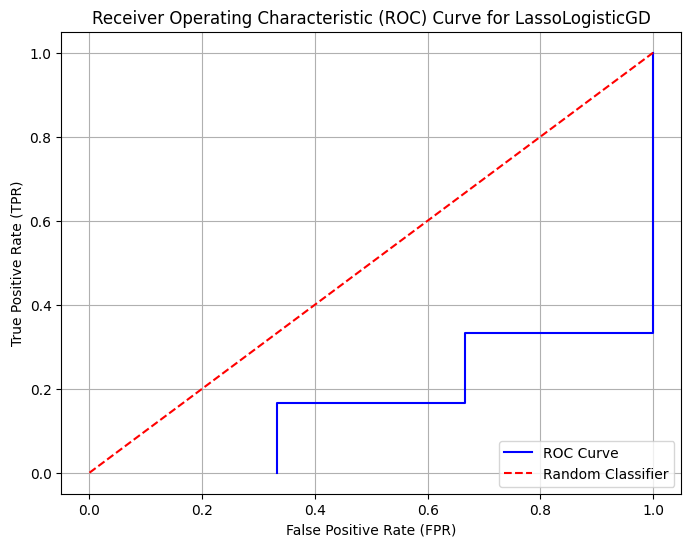 Receiver Operating Characteristic (ROC) Curve for LassoLogisticGD
1.0
0.8
0.6
0.4
0.2
0.0
True Positive Rate (TPR)
ROC Curve
Random Classifier
0.0 0.2 0.4 0.6 0.8 1.0
False Positive Rate (FPR)